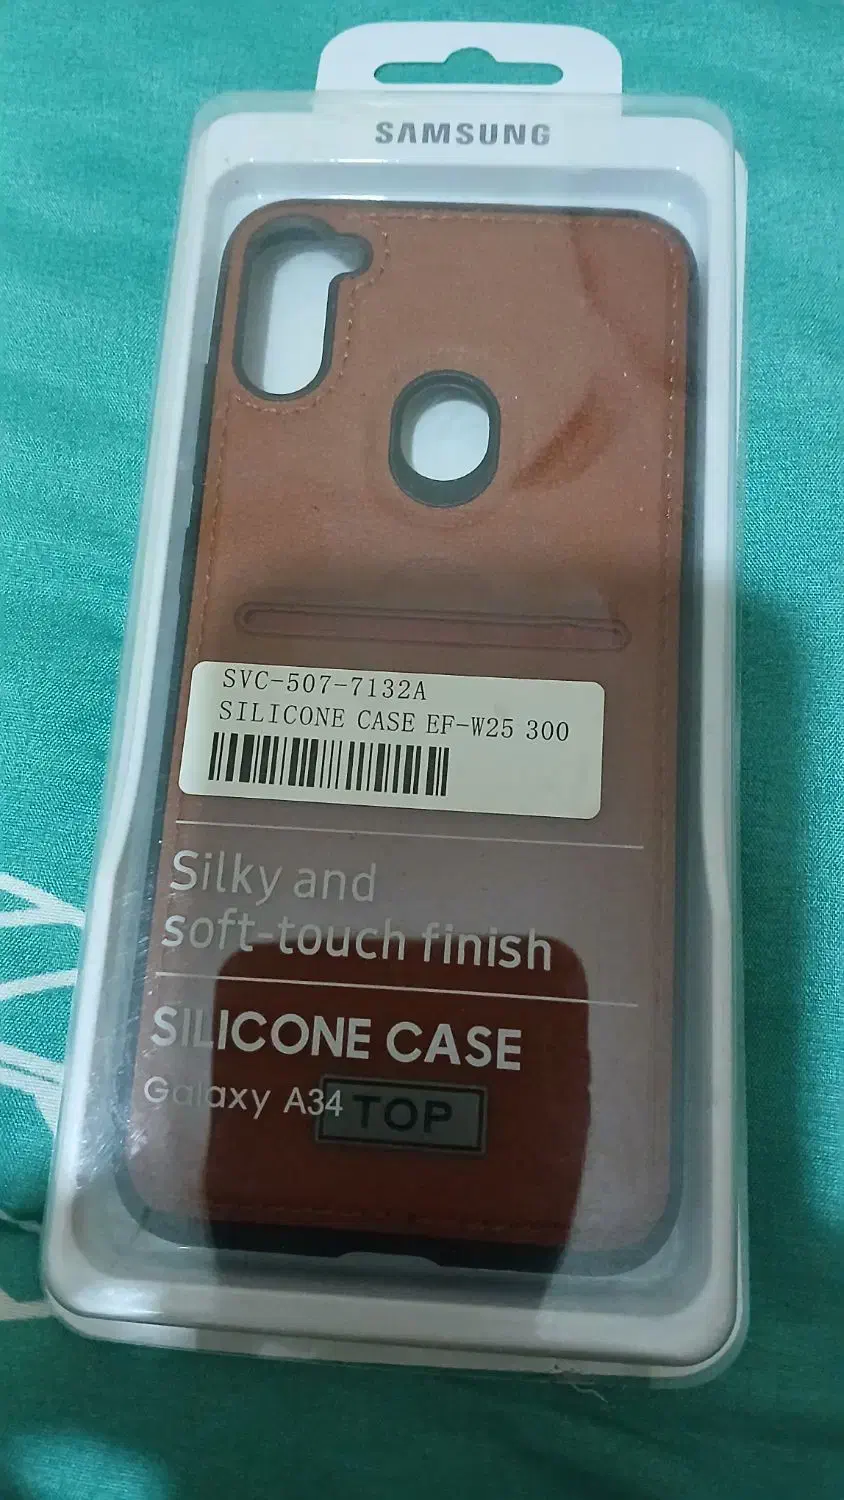 SAMSUNG
SVC-507-7132A
SILICONE CASE EF-W25 300
Silky and
soft-touch finish
SILICONE CASE
Galaxy A34
TOP